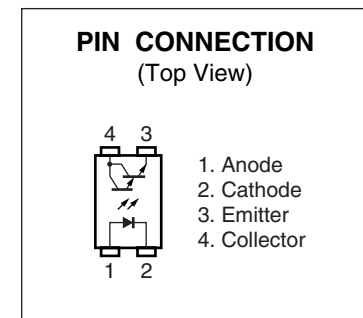 PIN CONNECTION
(Top View)
4 3
1. Anode
2. Cathode
3. Emitter
4. Collector
1 2